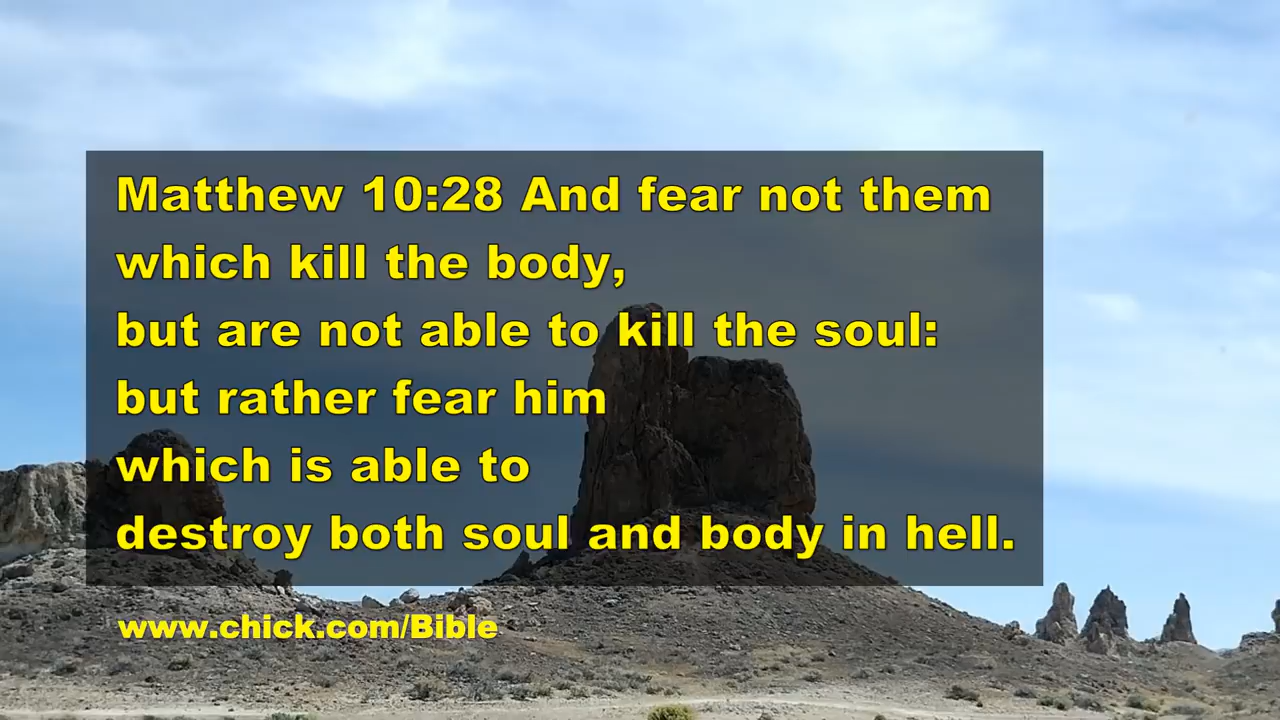 Matthew 10:28 And fear not them
which kill the body,
but are not able to kill the soul:
but rather fear him
which is able to
destroy both soul and body in hell.
www.chick.com/Bible